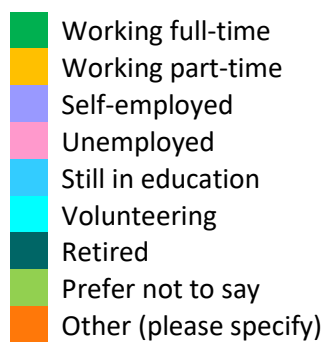 Working full-time
Working part-time
Self-employed
Unemployed
Still in education
Volunteering
Retired
Prefer not to say
Other (please specify)